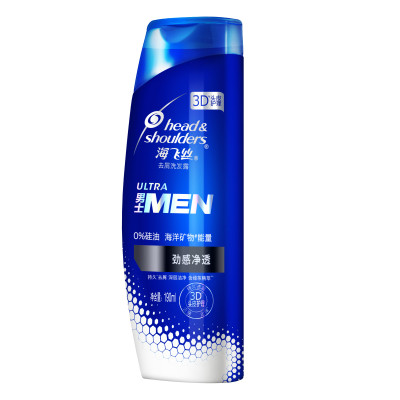 3D
head&
shoulders®
海飞丝®
去屑洗发露
ULTRA
男士MEN
0%硅油 海洋矿物*能量
劲感净透
净含量:190ml
3D